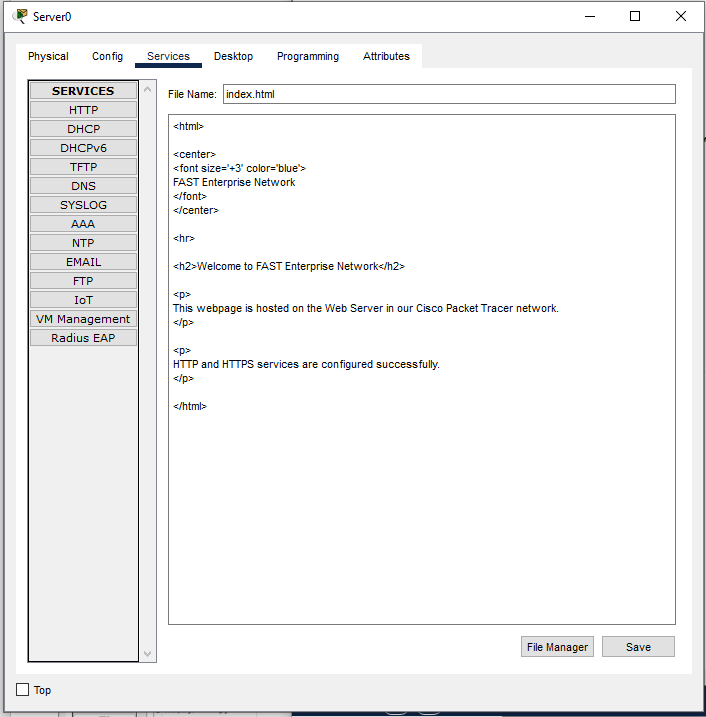 Server0
Physical Config Services Desktop Programming Attributes
SERVICES
HTTP
DHCP
DHCPv6
TFTP
DNS
SYSLOG
AAA
NTP
EMAIL
FTP
IoT
VM Management
Radius EAP
File Name: index.html
<html>
<center>
<font size='+3' color='blue'>
FAST Enterprise Network
</font>
</center>
<hr>
<h2>Welcome to FAST Enterprise Network</h2>
<p>
This webpage is hosted on the Web Server in our Cisco Packet Tracer network.
</p>
<p>
HTTP and HTTPS services are configured successfully.
</p>
</html>
File Manager Save
Top